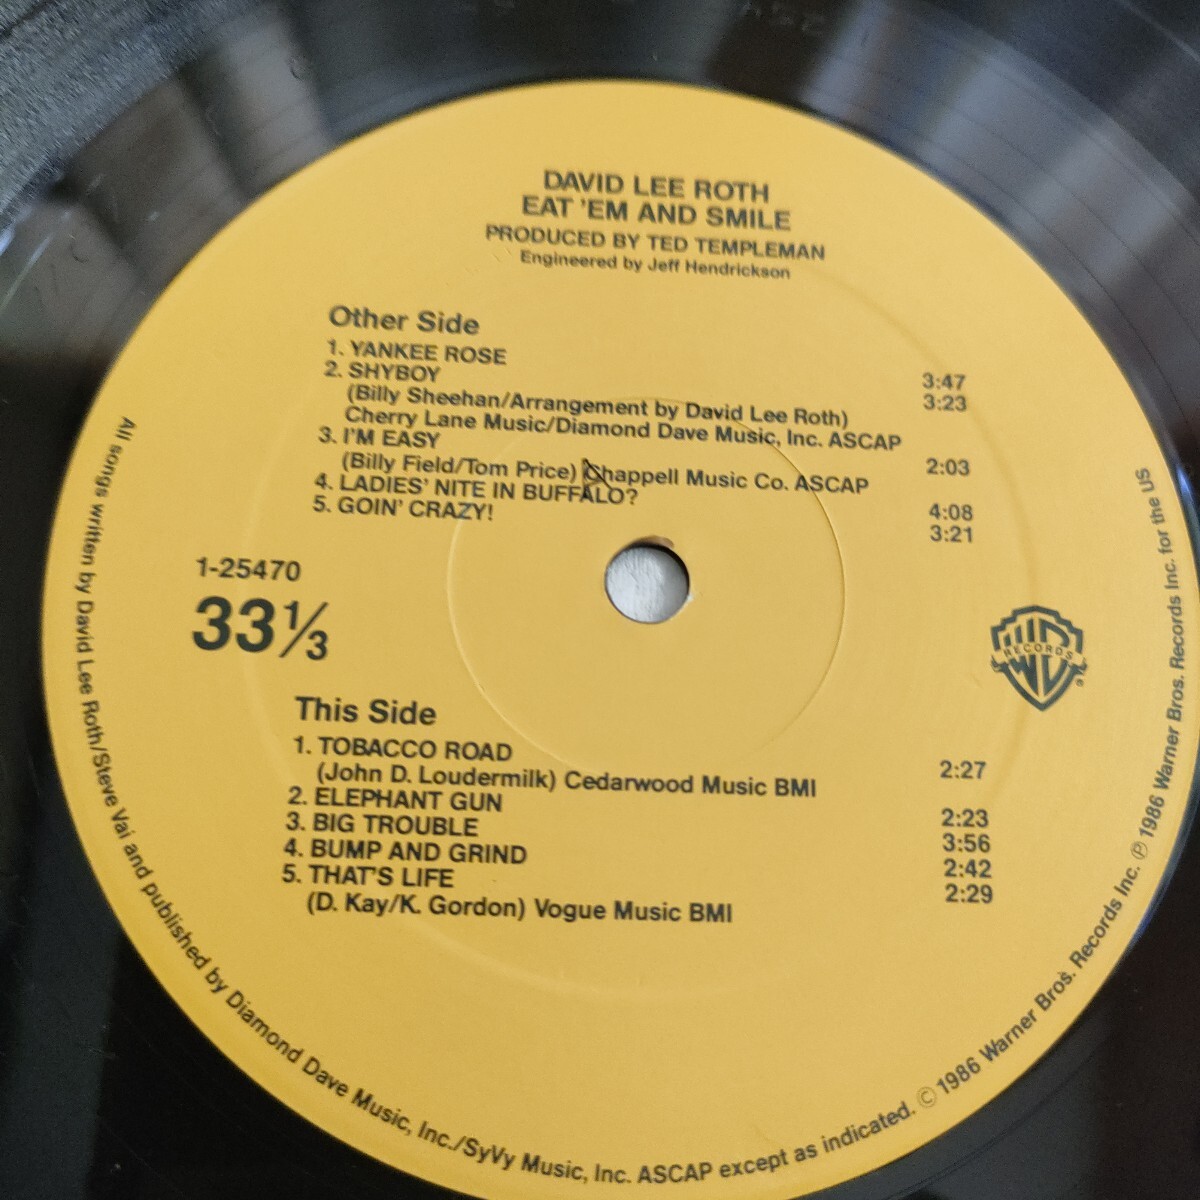 DAVID LEE ROTH
EAT 'EM AND SMILE
PRODUCED BY TED TEMPLEMAN
Engineered by Jeff Hendrickson
Other Side
1. YANKEE ROSE 3:47
2. SHYBOY 3:23
(Billy Sheehan/Arrangement by David Lee Roth)
Cherry Lane Music/Diamond Dave Music, Inc. ASCAP
3. I'M EASY 2:03
(Billy Field/Tom Price) Chappell Music Co. ASCAP
4. LADIES' NITE IN BUFFALO? 4:08
5. GOIN' CRAZY! 3:21
1-25470
33⅓
RECORDS
This Side
1. TOBACCO ROAD 2:27
(John D. Loudermilk) Cedarwood Music BMI
2. ELEPHANT GUN 2:23
3. BIG TROUBLE 3:56
4. BUMP AND GRIND 2:42
5. THAT'S LIFE 2:29
(D. Kay/K. Gordon) Vogue Music BMI
All songs written by David Lee Roth/Steve Vai and published by Diamond Dave Music, Inc./SyVy Music, Inc. ASCAP except as indicated. © 1986 Warner Bros. Records Inc. ℗ 1986 Warner Bros. Records Inc. for the US